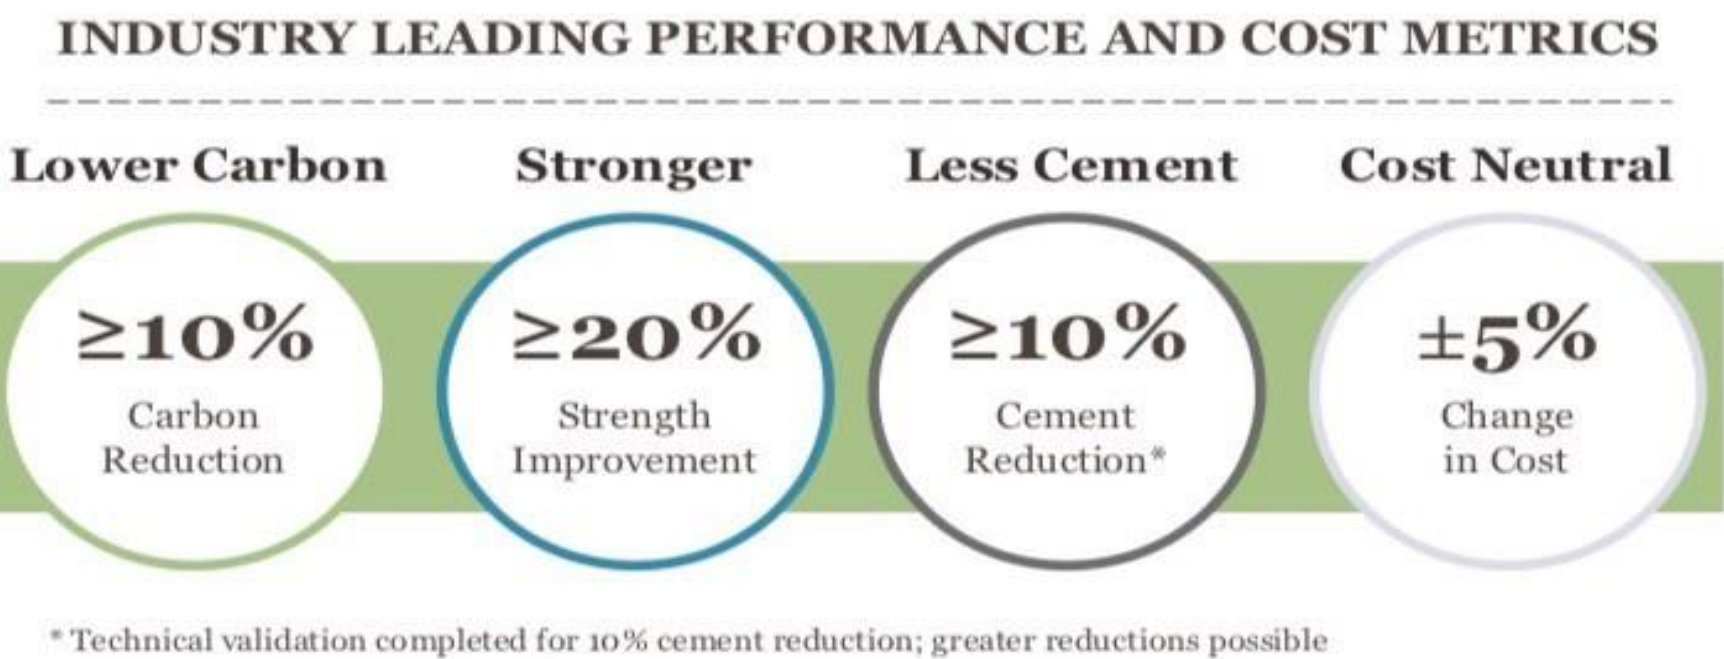 INDUSTRY LEADING PERFORMANCE AND COST METRICS
Lower Carbon
≥10%
Carbon
Reduction
Stronger
≥20%
Strength
Improvement
Less Cement
≥10%
Cement
Reduction*
Cost Neutral
±5%
Change
in Cost
* Technical validation completed for 10% cement reduction; greater reductions possible